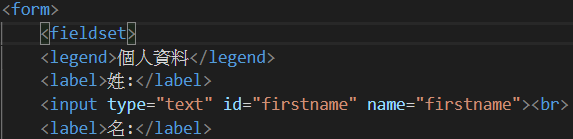 <form>
<fieldset>
<legend>個人資料</legend>
<label>姓:</label>
<input type="text" id="firstname" name="firstname"><br>
<label>名:</label>